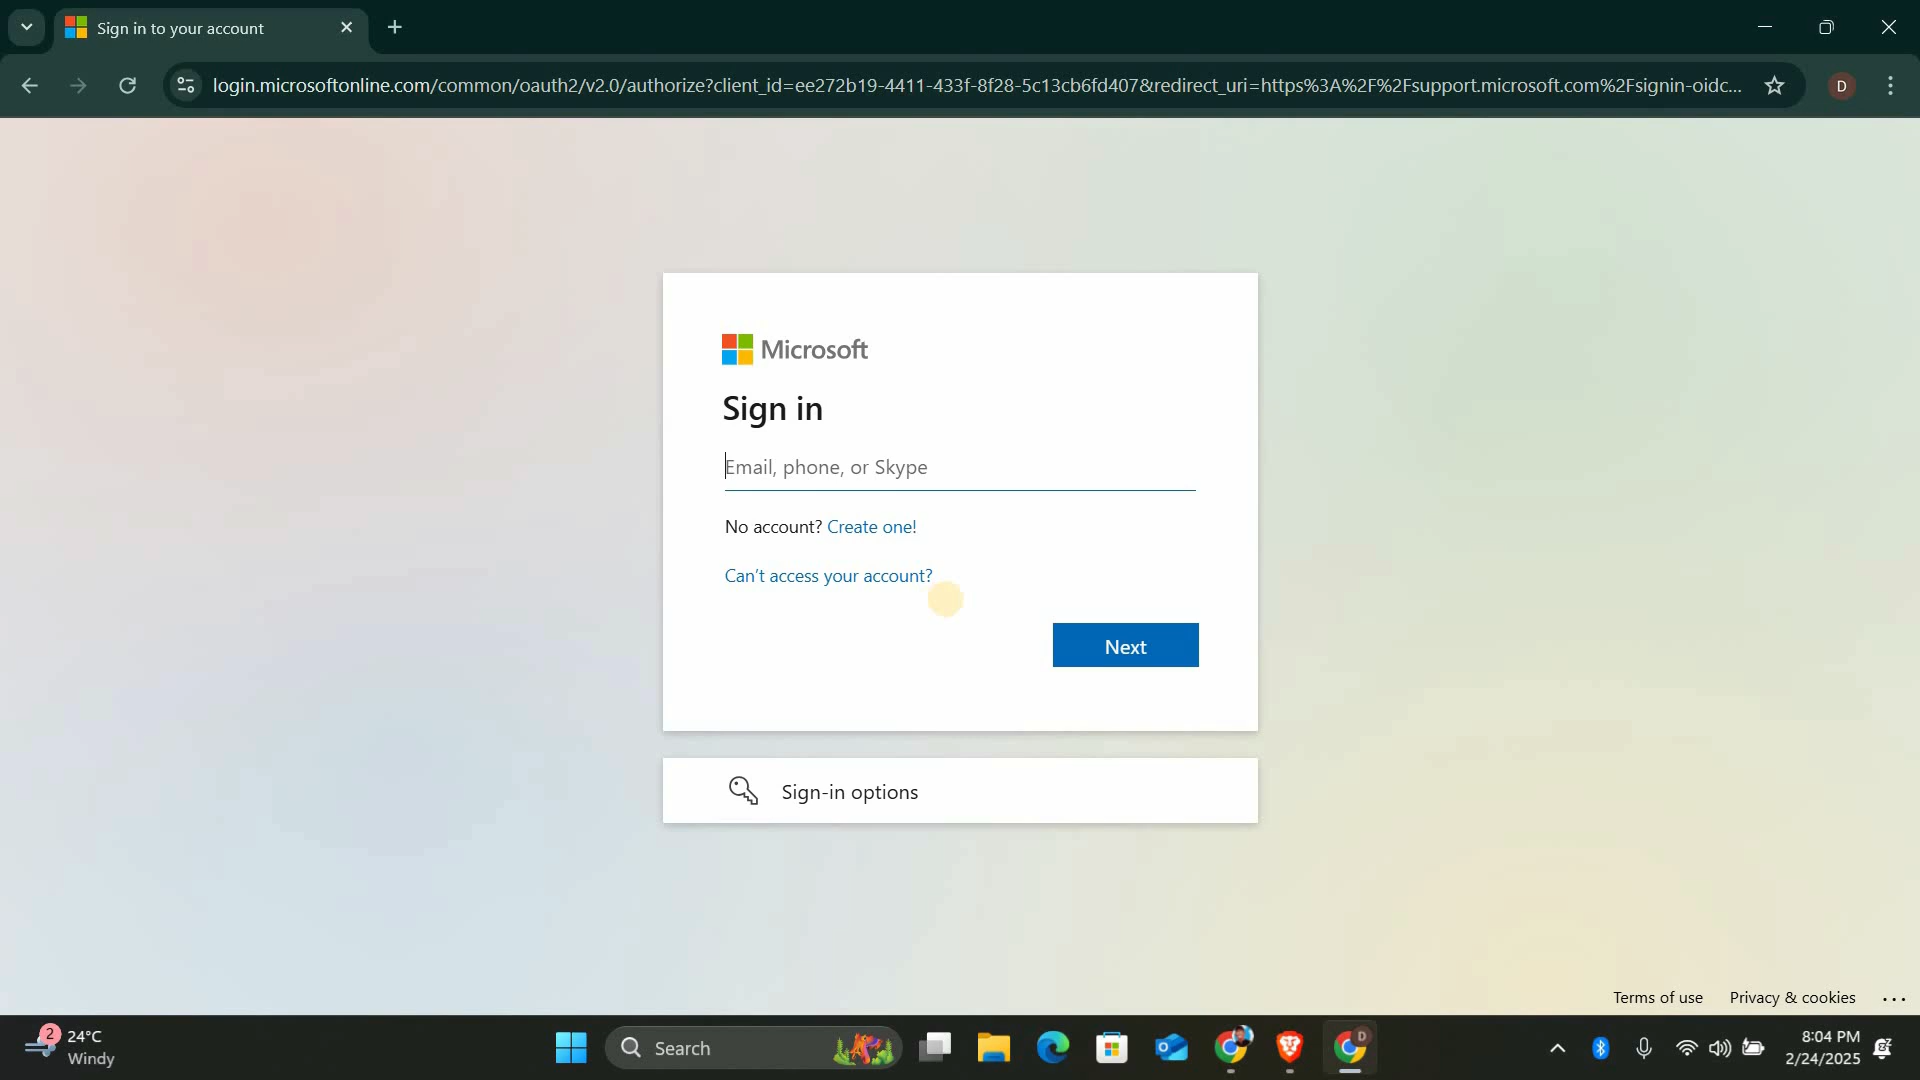 Sign in to your account
login.microsoftonline.com/common/oauth2/v2.0/authorize?client_id=ee272b19-4411-433f-8f28-5c13cb6fd407&redirect_uri=https%3A%2F%2Fsupport.microsoft.com%2Fsignin-oidc...
D
Microsoft
Sign in
Email, phone, or Skype
No account? Create one!
Can't access your account?
Next
Sign-in options
Terms of use
Privacy & cookies
...
2
24°C
Windy
Search
D
8:04 PM
2/24/2025